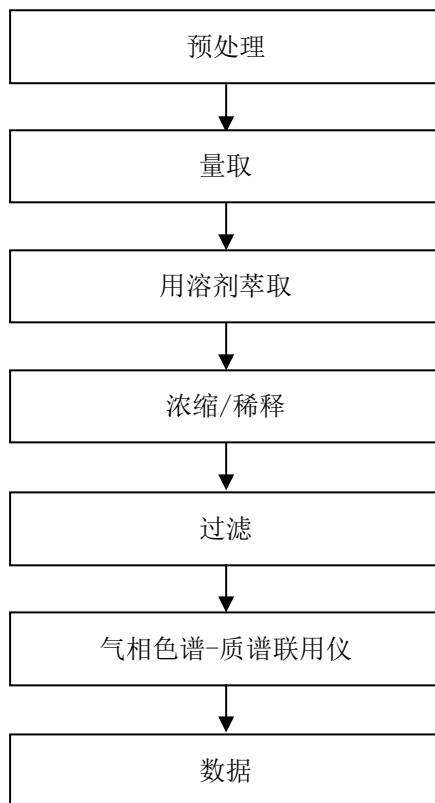 预处理
量取
用溶剂萃取
浓缩/稀释
过滤
气相色谱-质谱联用仪
数据